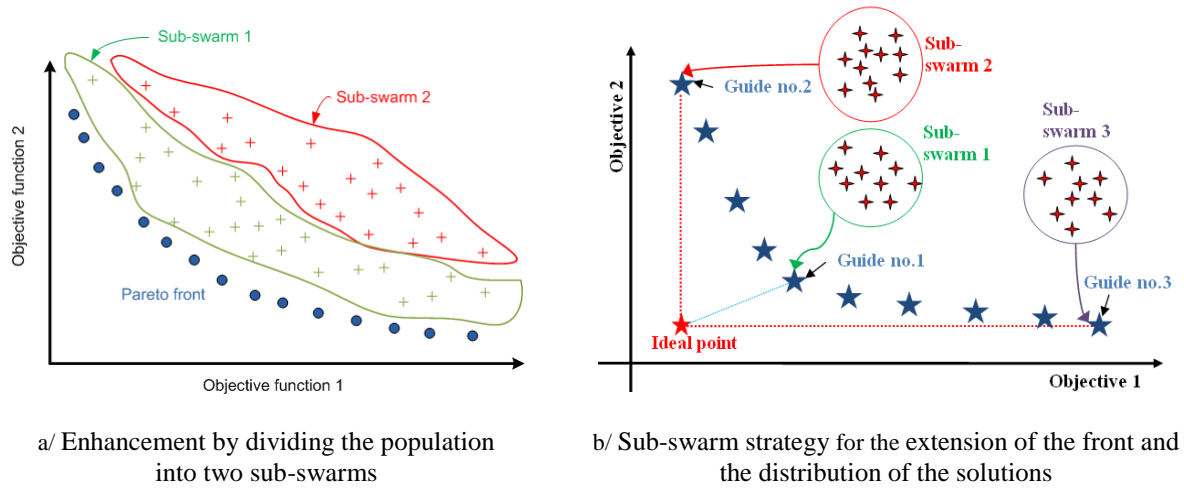 Sub-swarm 1
Sub-swarm 2
Objective function 2
Pareto front
Objective function 1
a/ Enhancement by dividing the population
into two sub-swarms
Sub-
swarm 2
Guide no.2
Sub-
swarm 1
Sub-
swarm 3
Objective 2
Guide no.1
Guide no.3
Ideal point
Objective 1
b/ Sub-swarm strategy for the extension of the front and
the distribution of the solutions